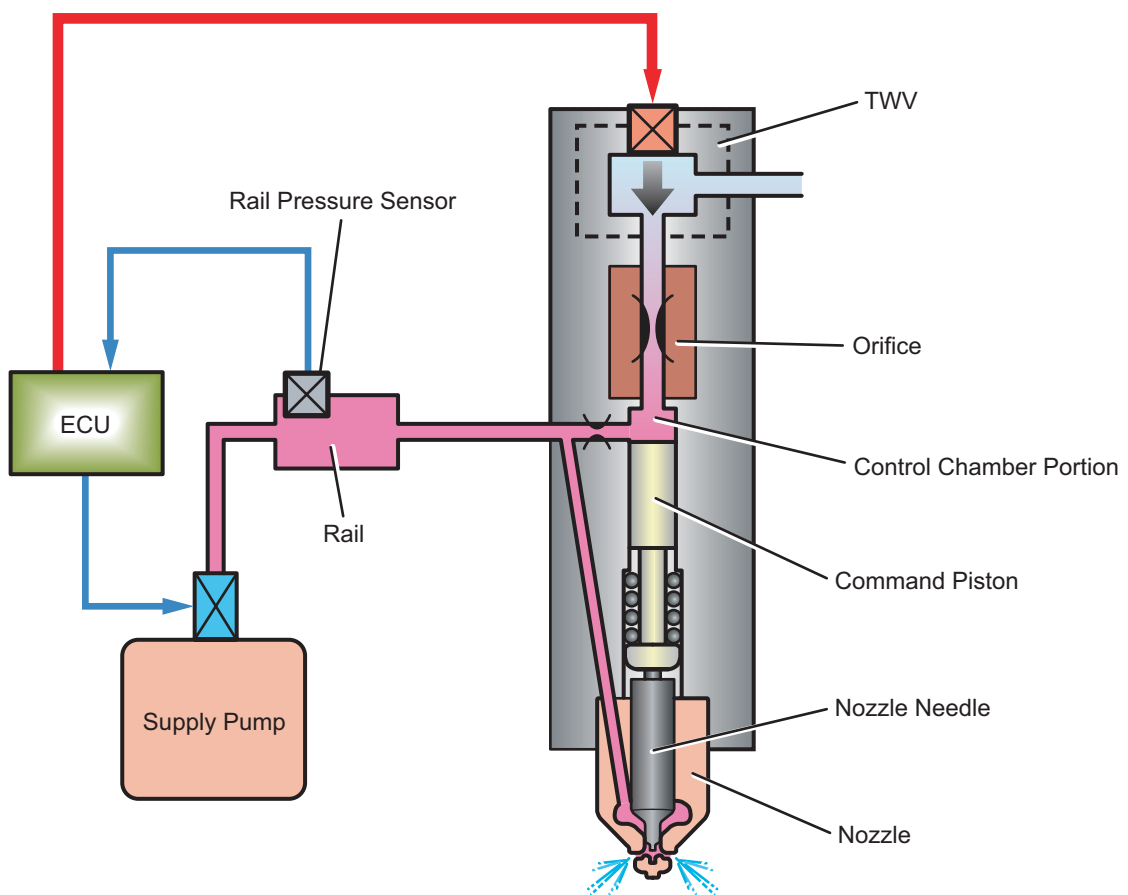 TWV
Rail Pressure Sensor
Orifice
ECU
Control Chamber Portion
Rail
Command Piston
Supply Pump
Nozzle Needle
Nozzle